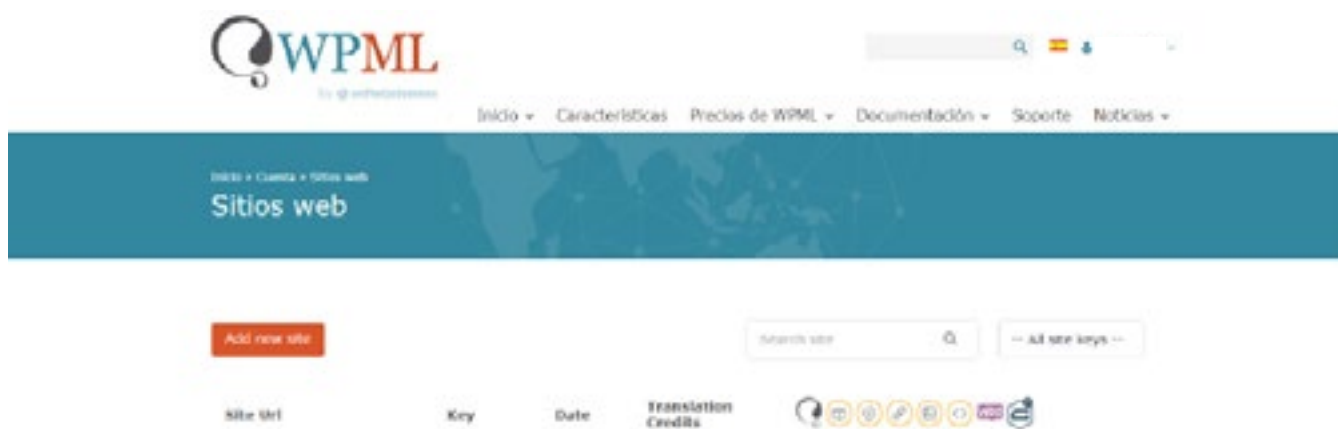 WPML
by
Inicio Características Precios de WPML Documentación Soporte Noticias
Inicio » Cuenta » Sitios web
Sitios web
Add new site
Search site
-- All site keys --
Site Url Key Date Translation Credits